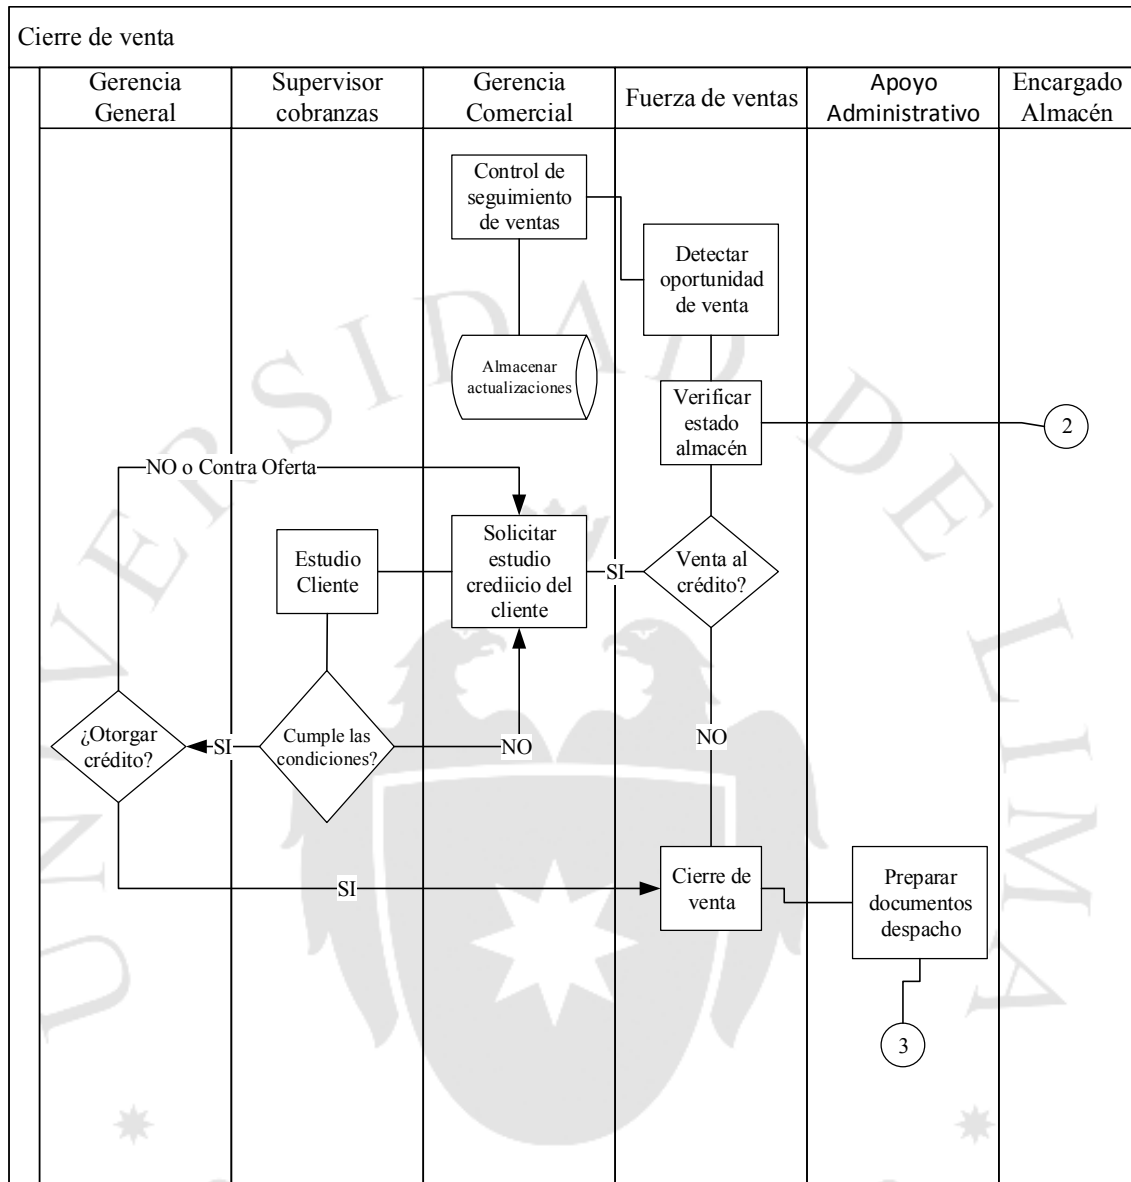 Cierre de venta
Gerencia
General
Supervisor
cobranzas
Gerencia
Comercial
Fuerza de ventas
Apoyo
Administrativo
Encargado
Almacén
Control de
seguimiento
de ventas
Detectar
oportunidad
de venta
Almacenar
actualizaciones
Verificar
estado
almacén
2
NO o Contra Oferta
Estudio
Cliente
Solicitar
estudio
crediicio del
cliente
SI
Venta al
crédito?
¿Otorgar
crédito?
SI
Cumple las
condiciones?
NO
NO
SI
Cierre de
venta
Preparar
documentos
despacho
3
UNIVERSIDAD DE LIMA